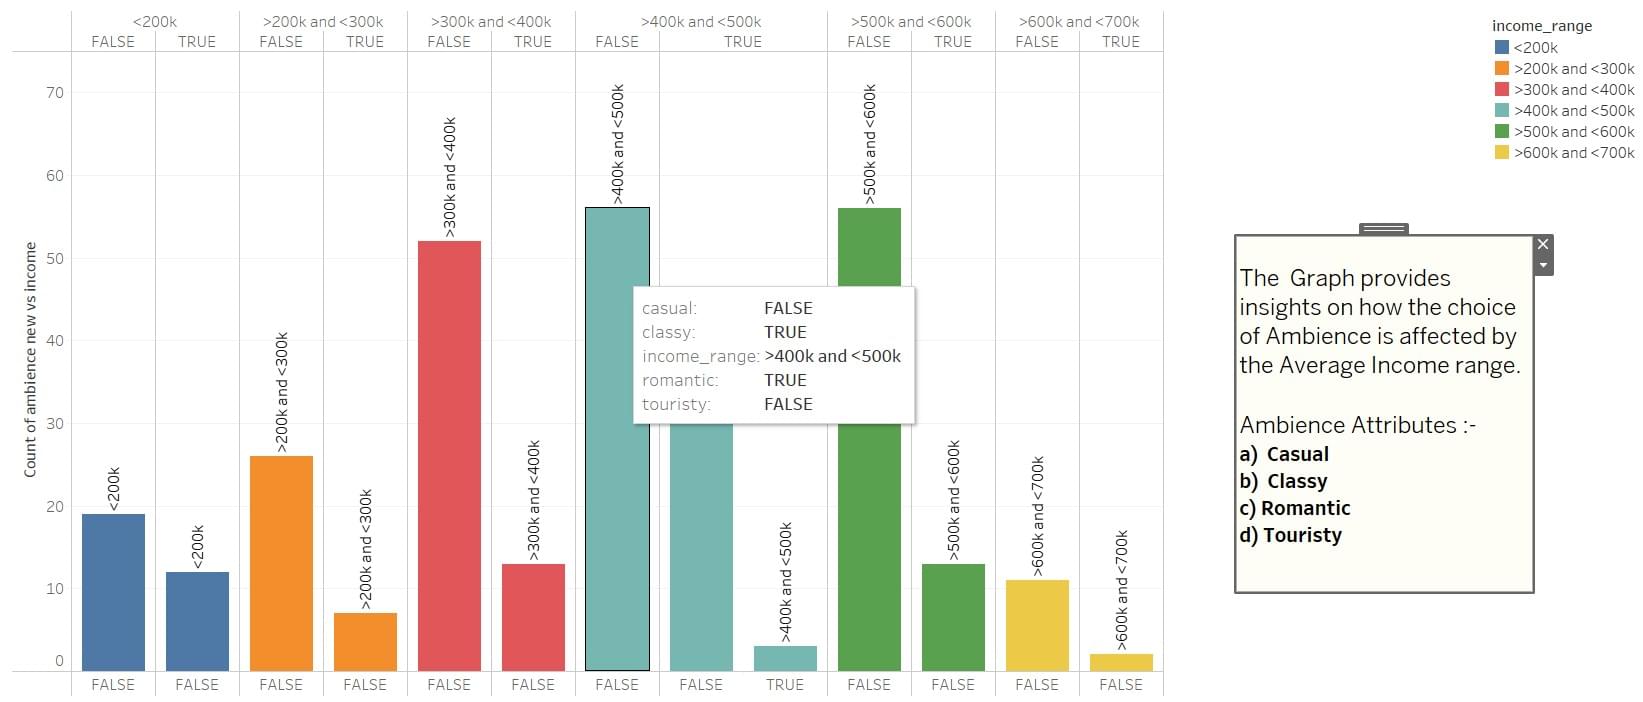 <200k >200k and <300k >300k and <400k >400k and <500k >500k and <600k >600k and <700k
FALSE TRUE FALSE TRUE FALSE TRUE FALSE TRUE FALSE TRUE FALSE TRUE
Count of ambience new vs income
70
60
50
40
30
20
10
0
<200k
<200k
>200k and <300k
>200k and <300k
>300k and <400k
>300k and <400k
>400k and <500k
>400k and <500k
>500k and <600k
>500k and <600k
>600k and <700k
>600k and <700k
casual: FALSE
classy: TRUE
income_range: >400k and <500k
romantic: TRUE
touristy: FALSE
FALSE FALSE FALSE FALSE FALSE FALSE FALSE FALSE TRUE FALSE FALSE FALSE FALSE
income_range
<200k
>200k and <300k
>300k and <400k
>400k and <500k
>500k and <600k
>600k and <700k
The Graph provides
insights on how the choice
of Ambience is affected by
the Average Income range.
Ambience Attributes :-
a) Casual
b) Classy
c) Romantic
d) Touristy